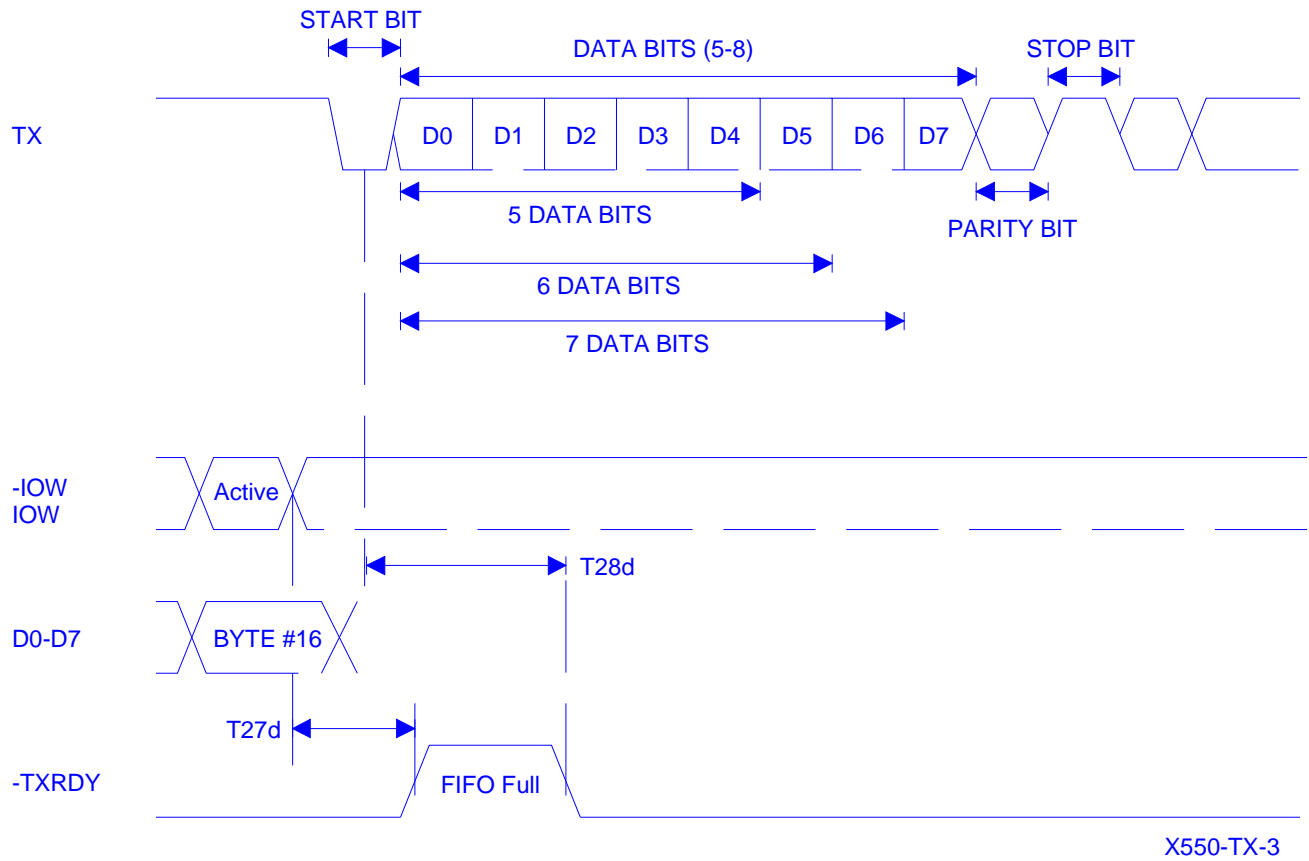 START BIT
DATA BITS (5-8)
STOP BIT
TX
D0 D1 D2 D3 D4 D5 D6 D7
5 DATA BITS
PARITY BIT
6 DATA BITS
7 DATA BITS
-IOW
IOW
Active
T28d
D0-D7
BYTE #16
T27d
-TXRDY
FIFO Full
X550-TX-3